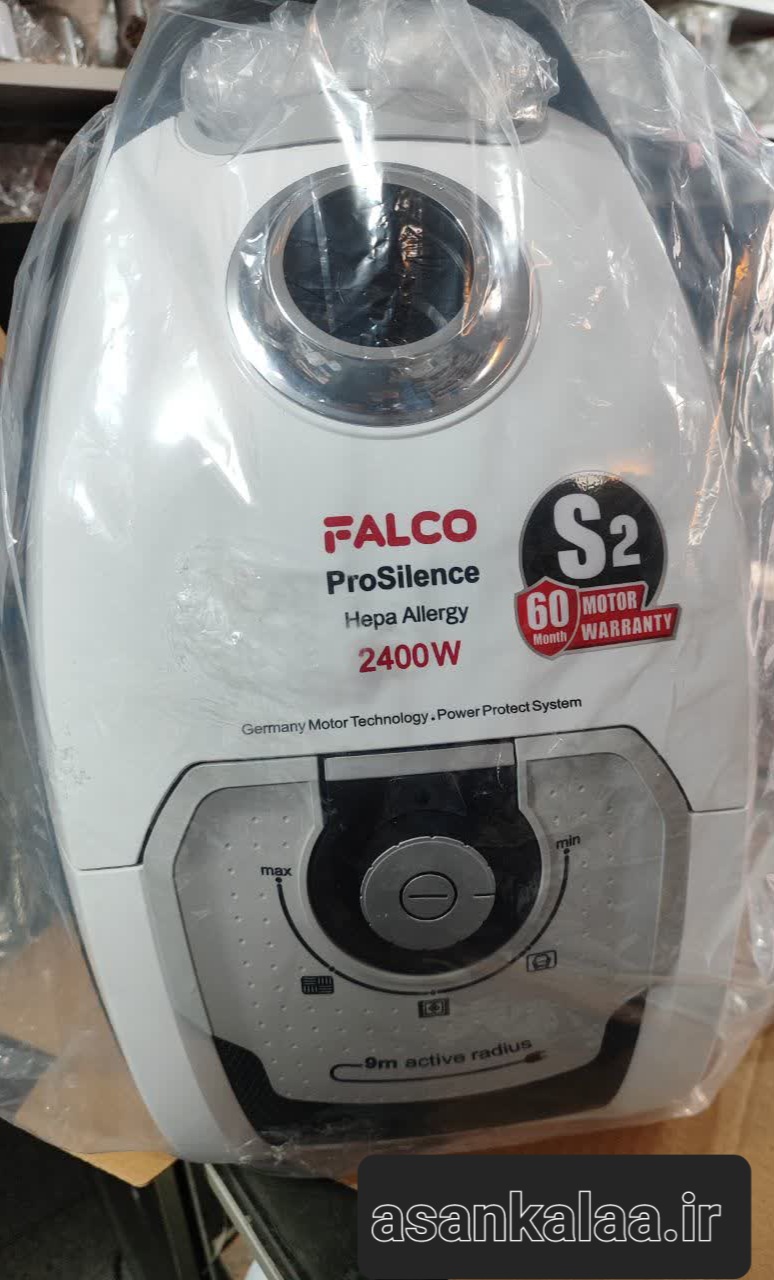 FALCO
ProSilence
Hepa Allergy
2400W
S2
60 Month
MOTOR WARRANTY
Germany Motor Technology . Power Protect System
max
min
9m active radius
asankalaa.ir